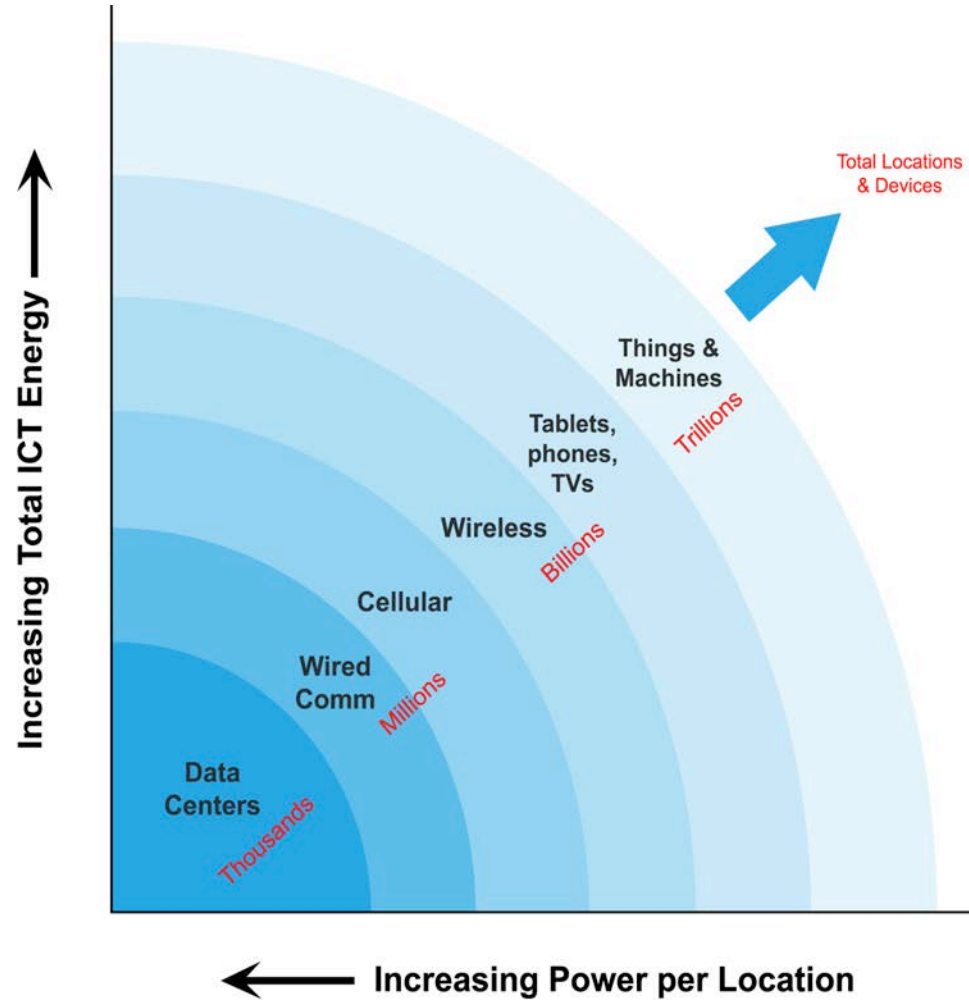 Increasing Total ICT Energy
Total Locations
& Devices
Things &
Machines
Trillions
Tablets,
phones,
TVs
Billions
Wireless
Cellular
Wired
Comm
Millions
Data
Centers
Thousands
Increasing Power per Location